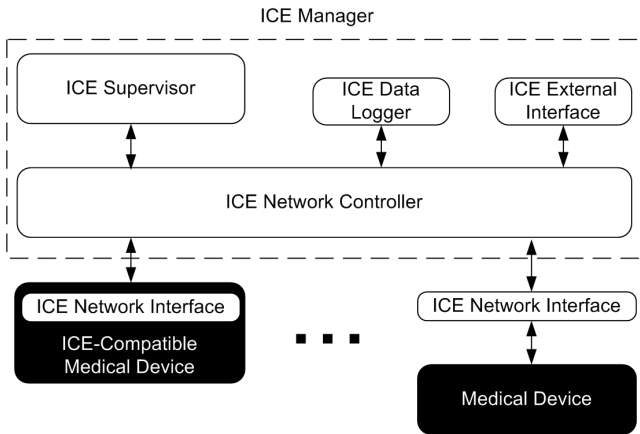 ICE Manager
ICE Supervisor
ICE Data
Logger
ICE External
Interface
ICE Network Controller
ICE Network Interface
ICE-Compatible
Medical Device
ICE Network Interface
Medical Device